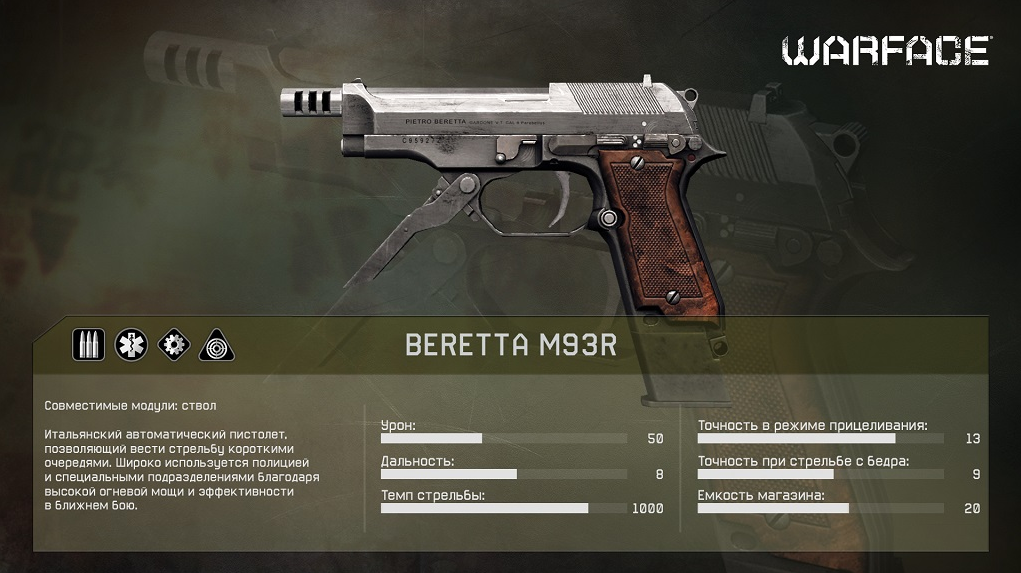 WARFACE
PIETRO BERETTA
BERETTA M93R
Совместимые модули: ствол
Итальянский автоматический пистолет,
позволяющий вести стрельбу короткими
очередями. Широко используется полицией
и специальными подразделениями благодаря
высокой огневой мощи и эффективности
в ближнем бою.
Урон:
50
Дальность:
8
Темп стрельбы:
1000
Точность в режиме прицеливания:
13
Точность при стрельбе с бедра:
9
Емкость магазина:
20